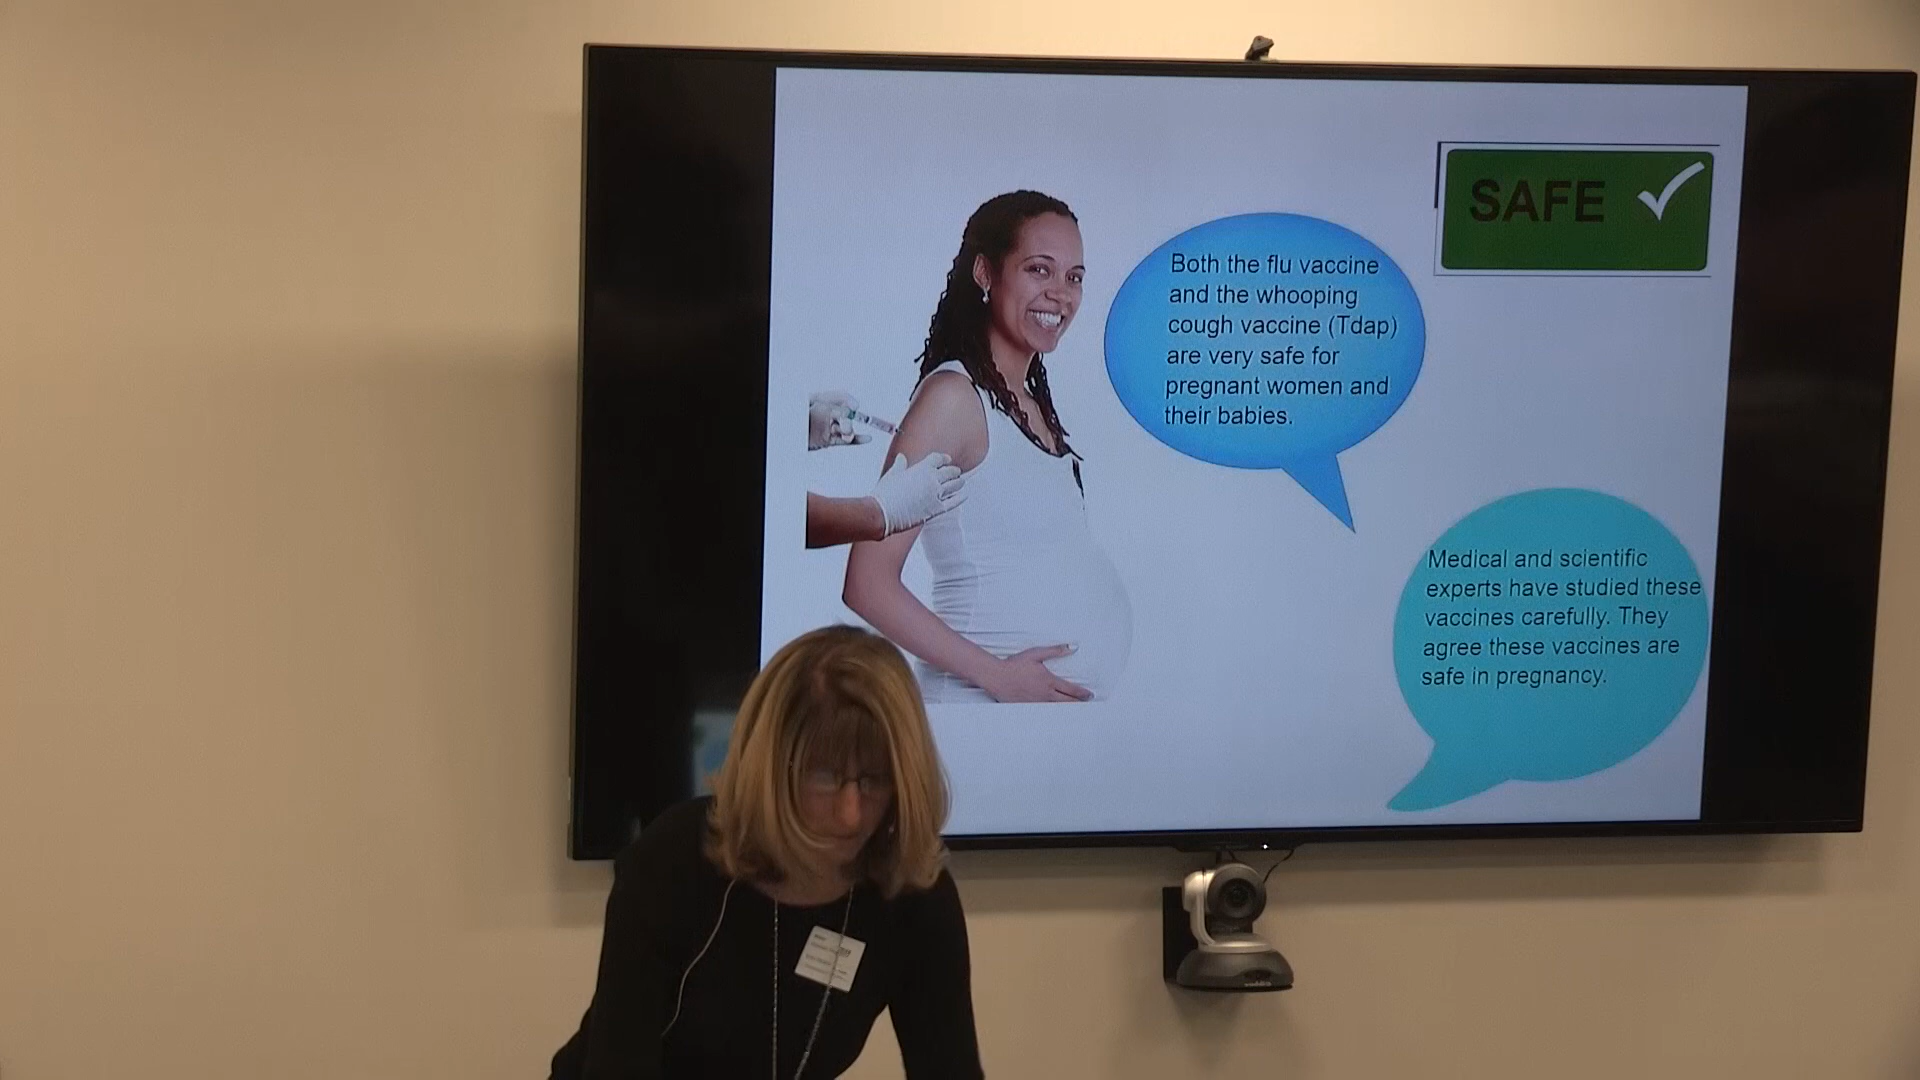 SAFE
Both the flu vaccine
and the whooping
cough vaccine (Tdap)
are very safe for
pregnant women and
their babies.
Medical and scientific
experts have studied these
vaccines carefully. They
agree these vaccines are
safe in pregnancy.